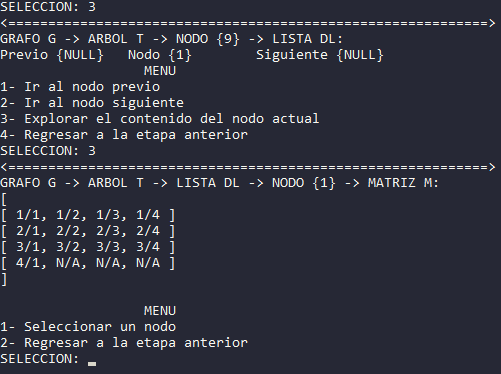 SELECCION: 3
<============================================================>
GRAFO G -> ARBOL T -> NODO {9} -> LISTA DL:
Previo {NULL}   Nodo {1}        Siguiente {NULL}
MENU
1- Ir al nodo previo
2- Ir al nodo siguiente
3- Explorar el contenido del nodo actual
4- Regresar a la etapa anterior
SELECCION: 3
<============================================================>
GRAFO G -> ARBOL T -> LISTA DL -> NODO {1} -> MATRIZ M:
[
[ 1/1, 1/2, 1/3, 1/4 ]
[ 2/1, 2/2, 2/3, 2/4 ]
[ 3/1, 3/2, 3/3, 3/4 ]
[ 4/1, N/A, N/A, N/A ]
]
MENU
1- Seleccionar un nodo
2- Regresar a la etapa anterior
SELECCION: _